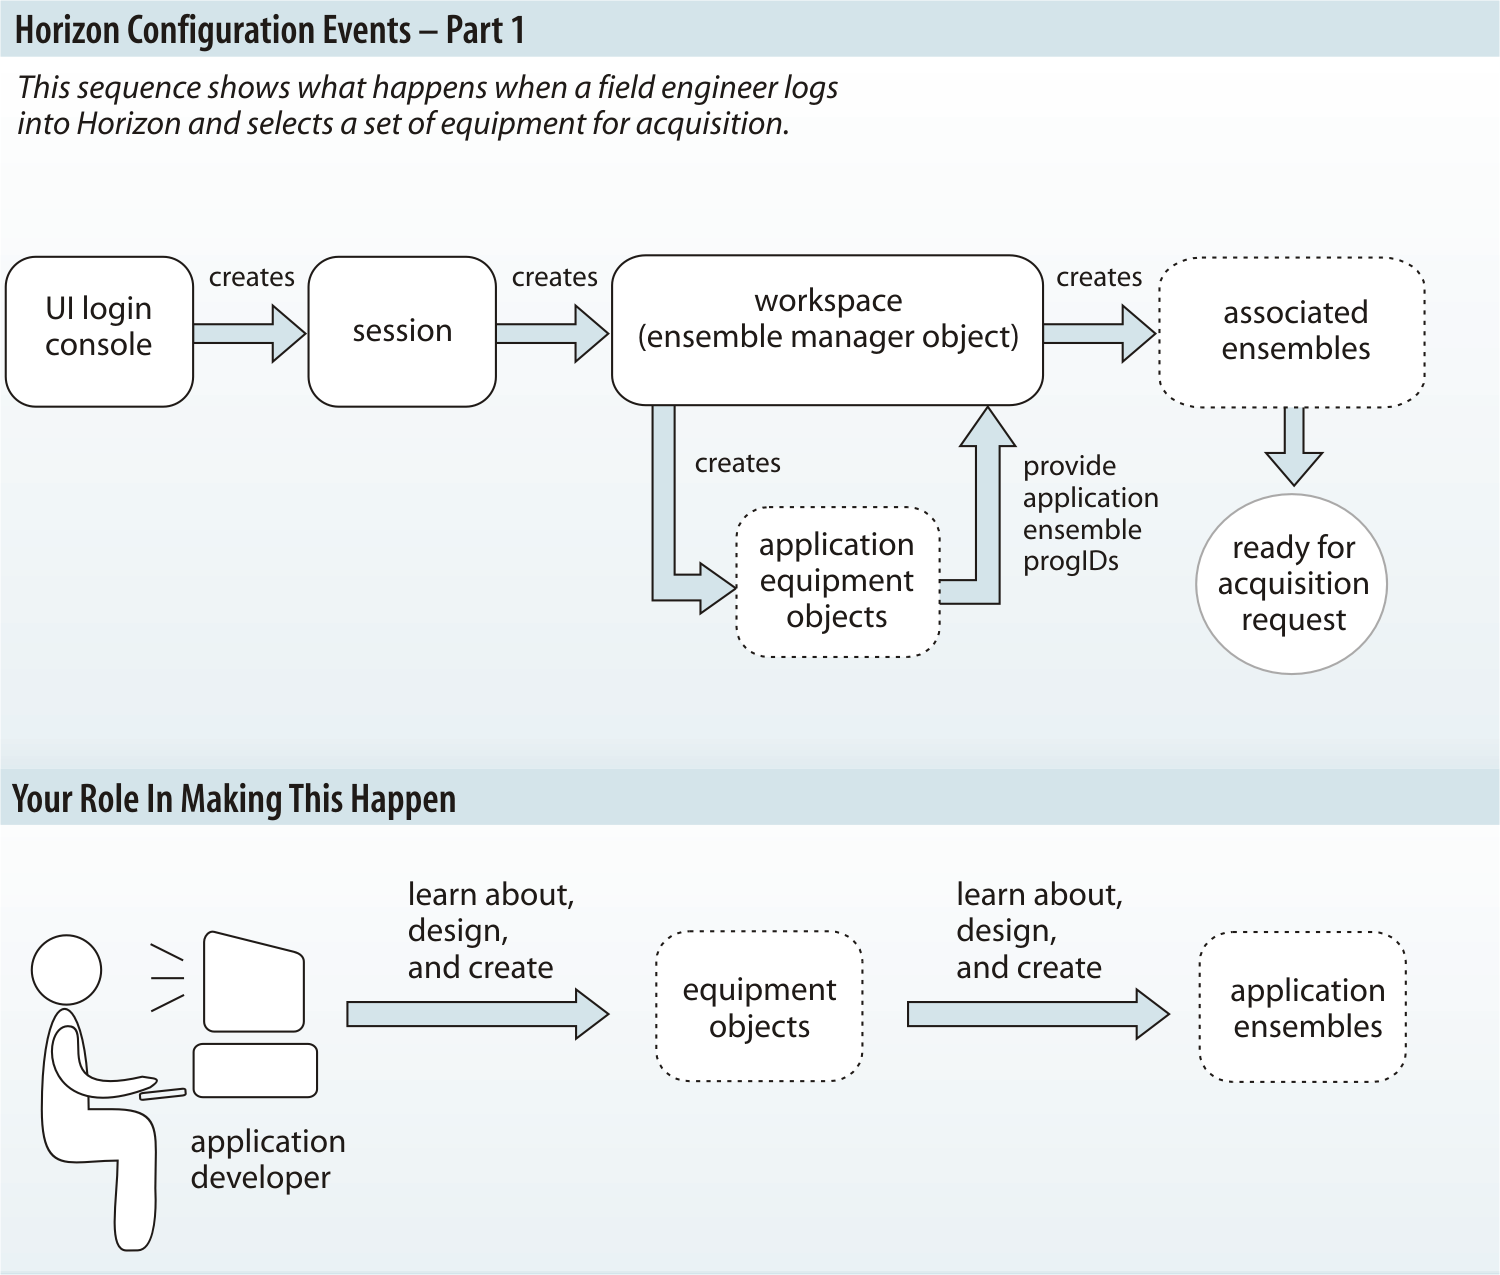 Horizon Configuration Events – Part 1
This sequence shows what happens when a field engineer logs
into Horizon and selects a set of equipment for acquisition.
UI login
console
creates
session
creates
workspace
(ensemble manager object)
creates
associated
ensembles
creates
application
equipment
objects
provide
application
ensemble
progIDs
ready for
acquisition
request
Your Role In Making This Happen
application
developer
learn about,
design,
and create
equipment
objects
learn about,
design,
and create
application
ensembles